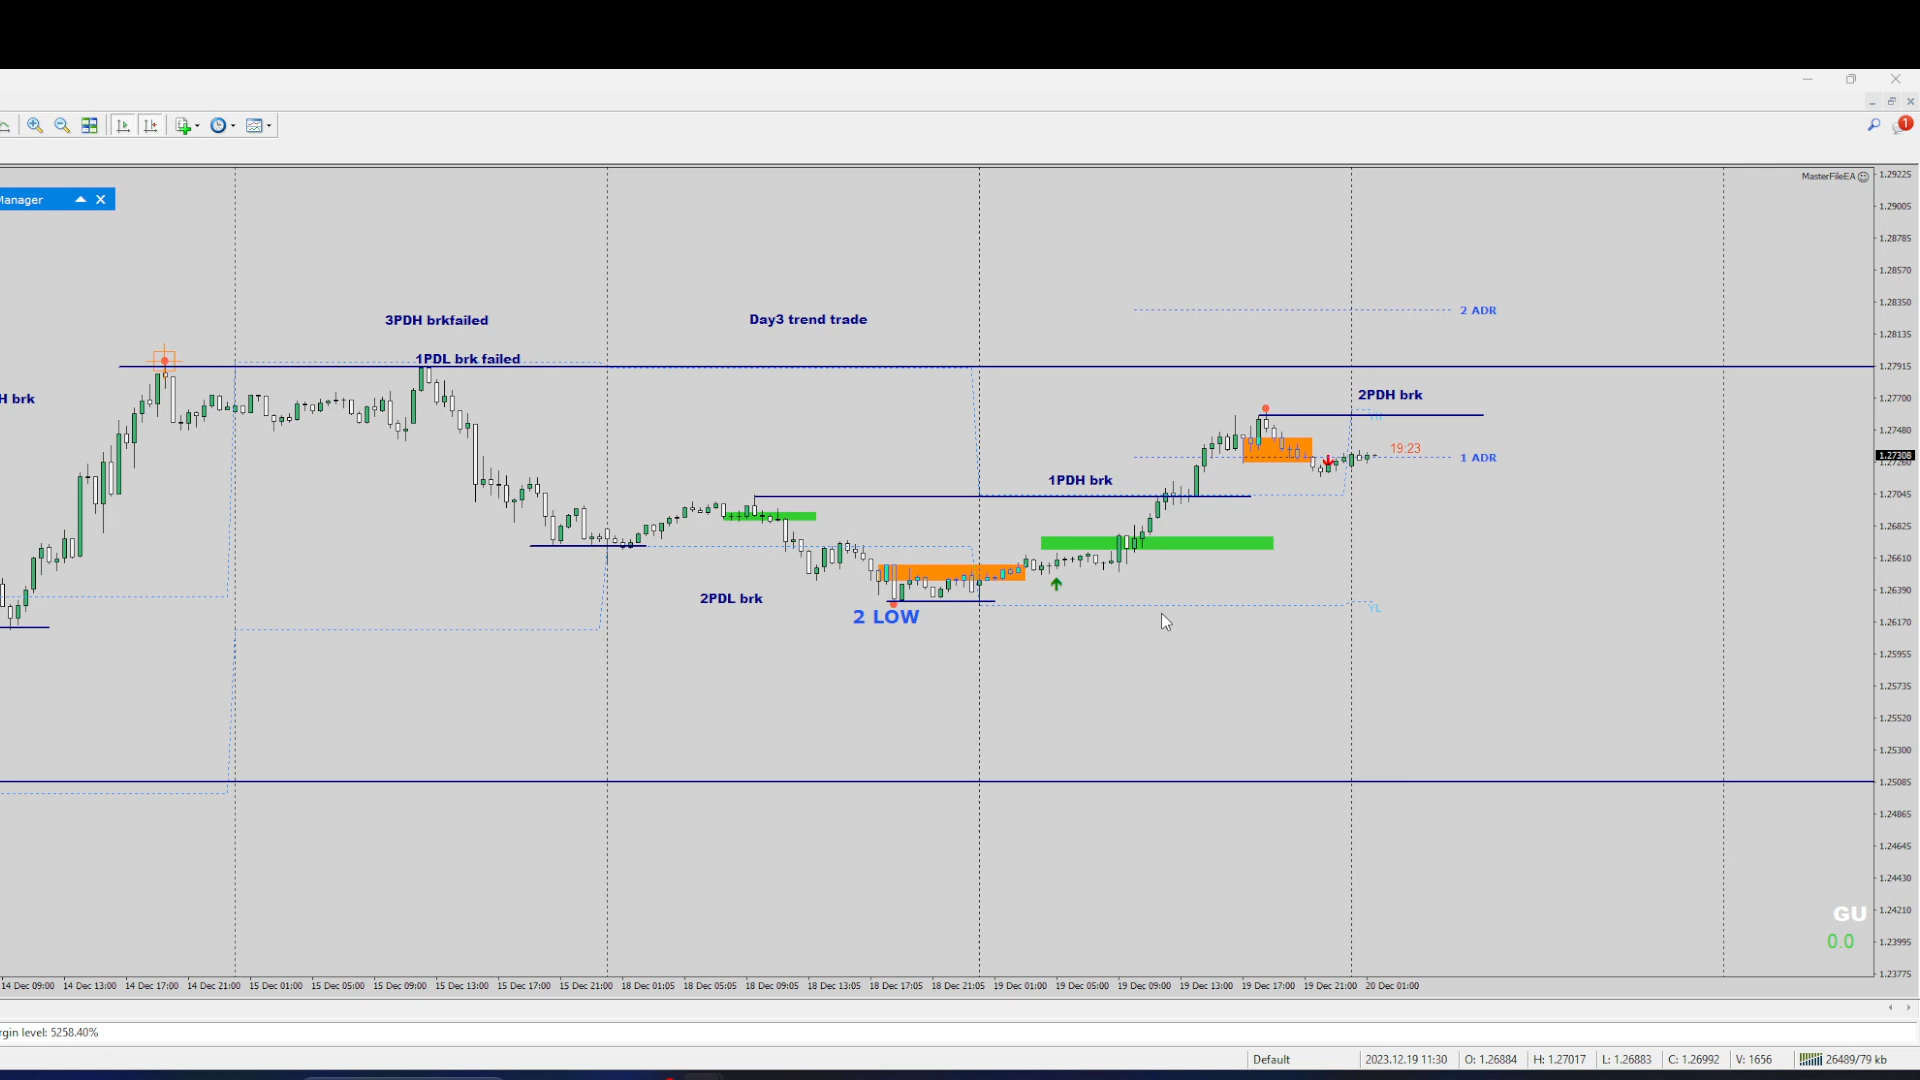 1
MasterFileEA
Manager
1.29225
1.29005
1.28785
1.28570
1.28350
1.28135
1.27915
1.27700
1.27480
1.27308
1.27260
1.27045
1.26825
1.26610
1.26390
1.26170
1.25955
1.25735
1.25520
1.25300
1.25085
1.24865
1.24645
1.24430
1.24210
1.23995
1.23775
2 ADR
3PDH brkfailed
Day3 trend trade
1PDL brk failed
H brk
2PDH brk
YH
19:23
1 ADR
1PDH brk
2PDL brk
2 LOW
YL
GU
0.0
14 Dec 09:00 14 Dec 13:00 14 Dec 17:00 14 Dec 21:00 15 Dec 01:00 15 Dec 05:00 15 Dec 09:00 15 Dec 13:00 15 Dec 17:00 15 Dec 21:00 18 Dec 01:05 18 Dec 05:05 18 Dec 09:05 18 Dec 13:05 18 Dec 17:05 18 Dec 21:05 19 Dec 01:00 19 Dec 05:00 19 Dec 09:00 19 Dec 13:00 19 Dec 17:00 19 Dec 21:00 20 Dec 01:00
rgin level: 5258.40%
Default 2023.12.19 11:30 O: 1.26884 H: 1.27017 L: 1.26883 C: 1.26992 V: 1656 26489/79 kb